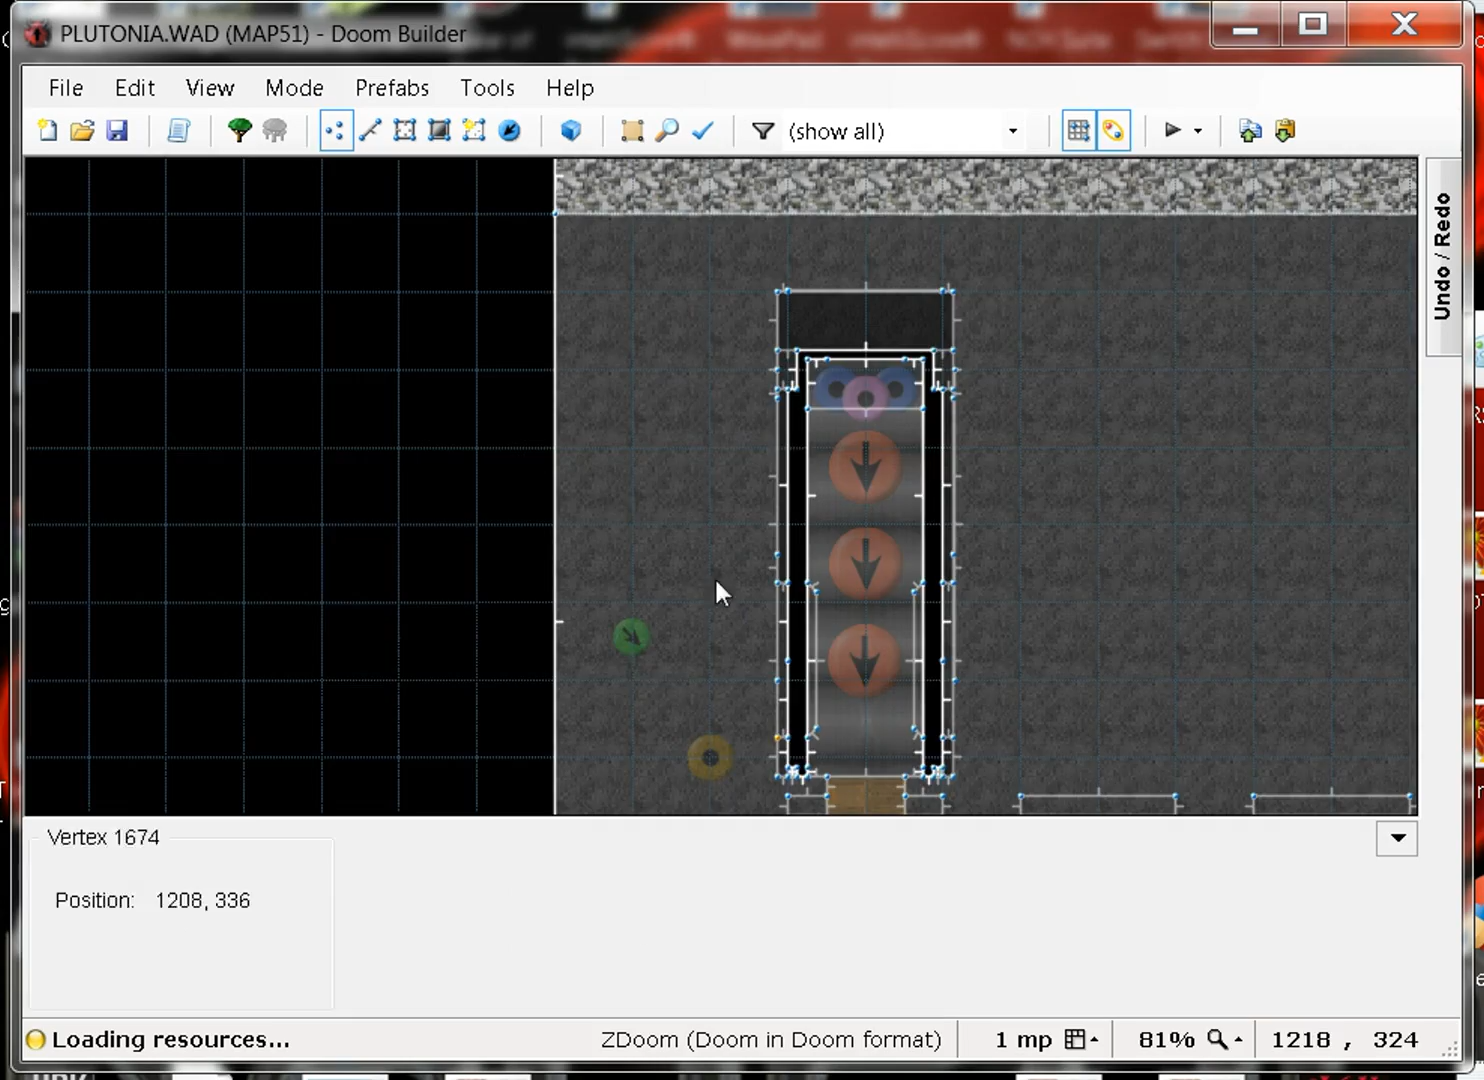 PLUTONIA.WAD (MAP51) - Doom Builder
File Edit View Mode Prefabs Tools Help
(show all)
Undo / Redo
Vertex 1674
Position: 1208, 336
Loading resources... ZDoom (Doom in Doom format) 1 mp 81% 1218 , 324